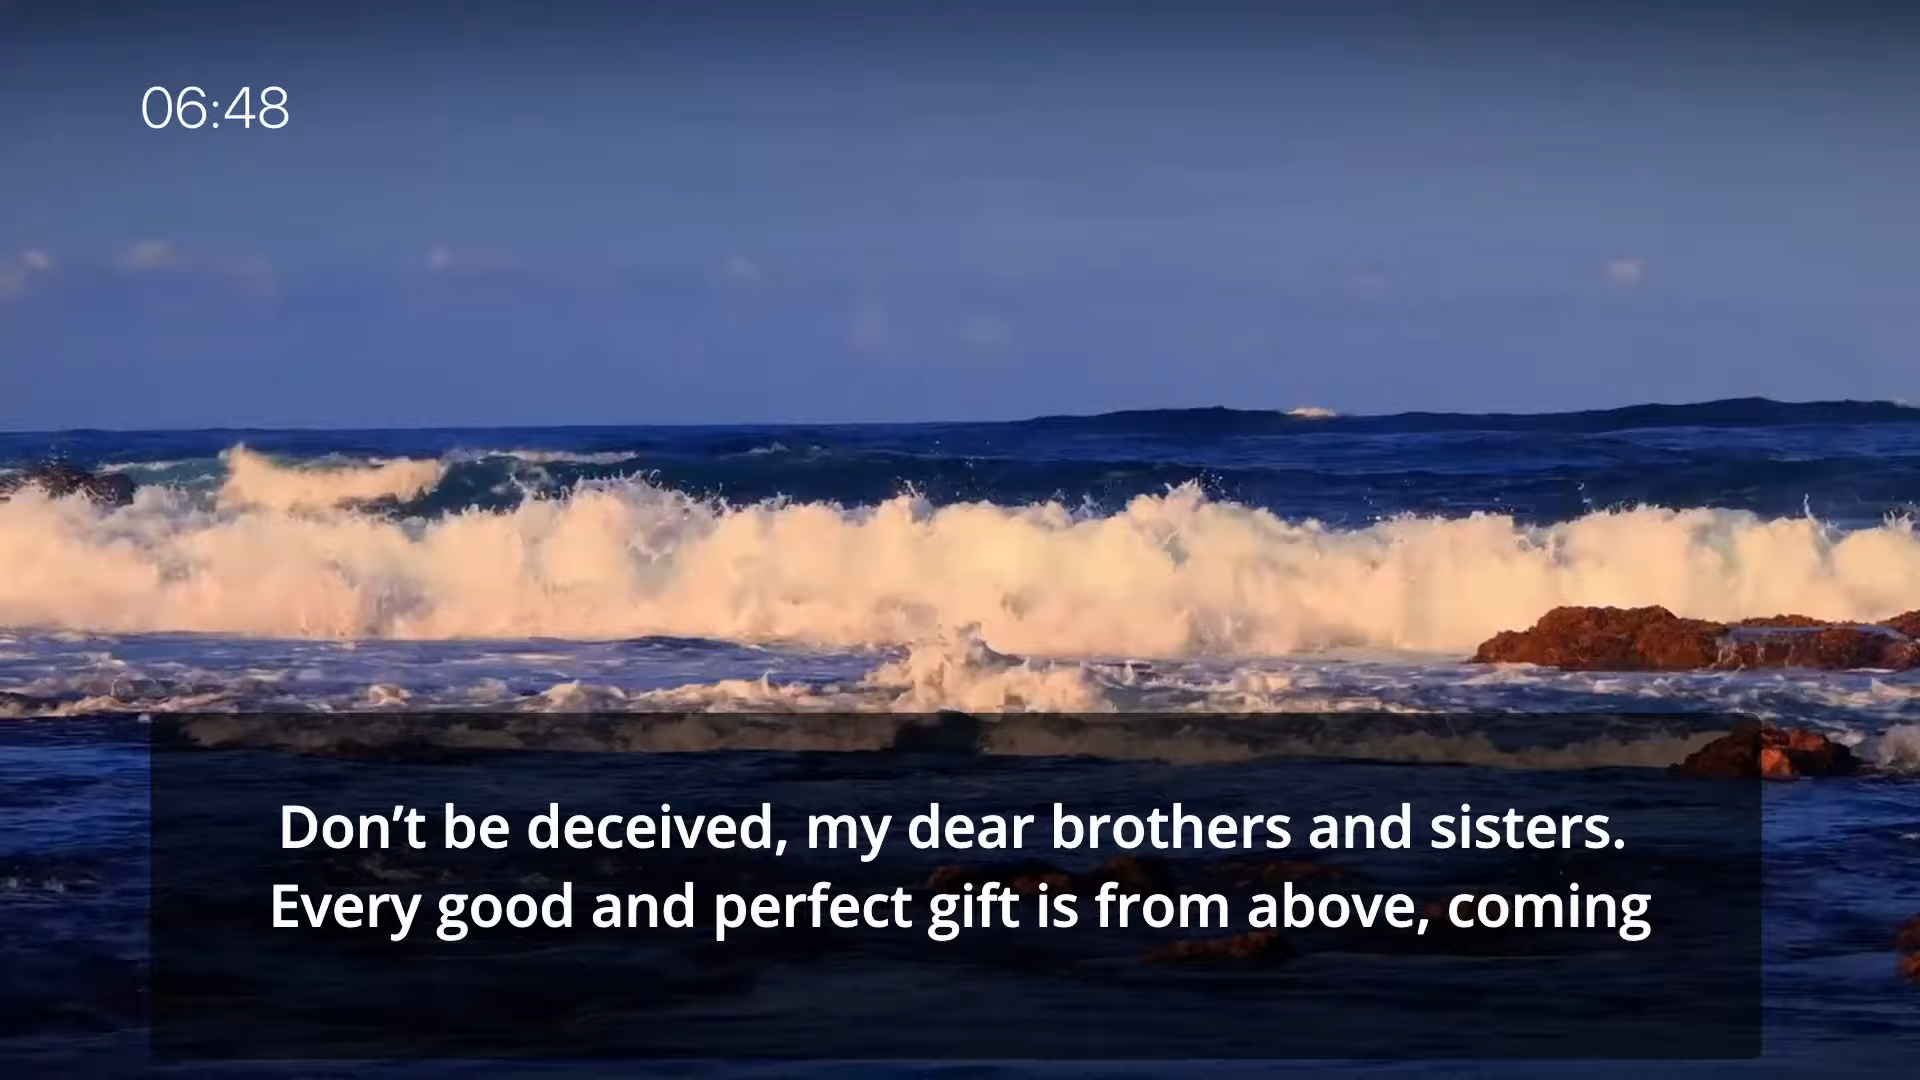 06:48
Don’t be deceived, my dear brothers and sisters.
Every good and perfect gift is from above, coming